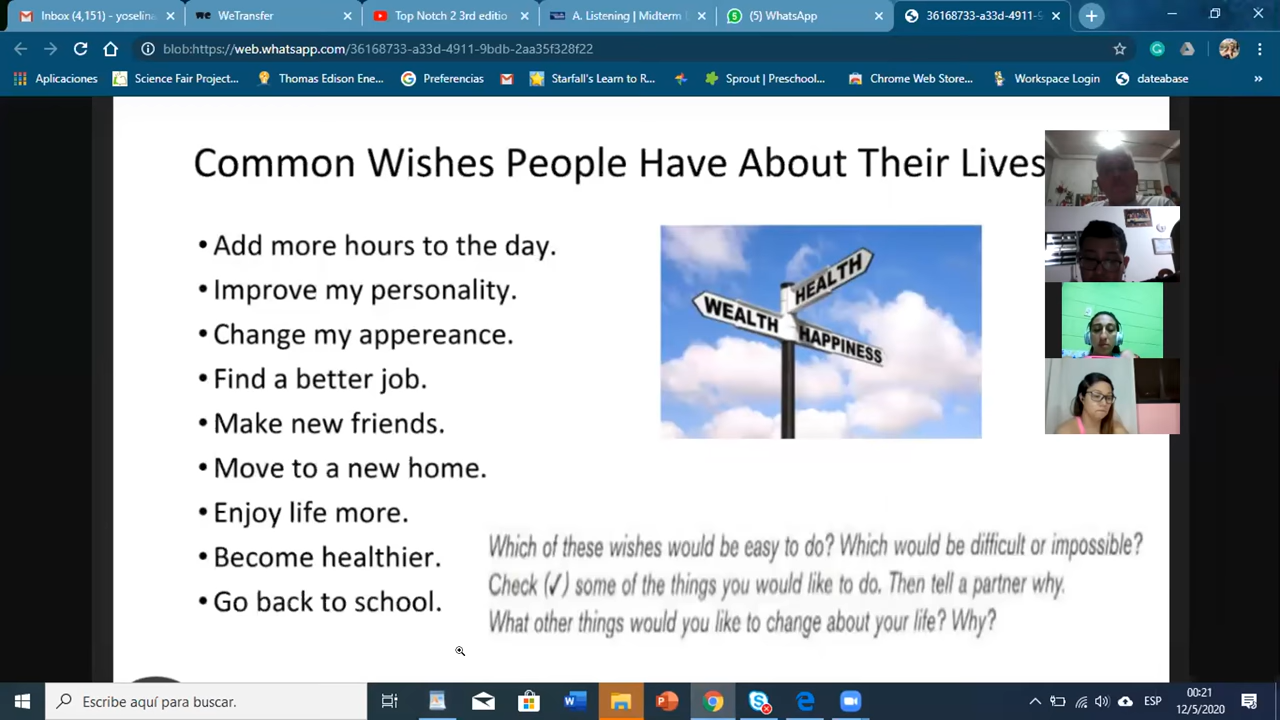 Inbox (4,151) - yoselina
WeTransfer
Top Notch 2 3rd editio
A. Listening | Midterm
(5) WhatsApp
36168733-a33d-4911-9
blob:https://web.whatsapp.com/36168733-a33d-4911-9bdb-2aa35f328f22
Aplicaciones
Science Fair Project...
Thomas Edison Ene...
Preferencias
Starfall's Learn to R...
Sprout | Preschool...
Chrome Web Store...
Workspace Login
dateabase
»
Common Wishes People Have About Their Lives
• Add more hours to the day.
• Improve my personality.
• Change my appereance.
• Find a better job.
• Make new friends.
• Move to a new home.
• Enjoy life more.
• Become healthier.
• Go back to school.
HEALTH
WEALTH
HAPPINESS
Which of these wishes would be easy to do? Which would be difficult or impossible?
Check (✓) some of the things you would like to do. Then tell a partner why.
What other things would you like to change about your life? Why?
Escribe aquí para buscar.
ESP
00:21
12/5/2020